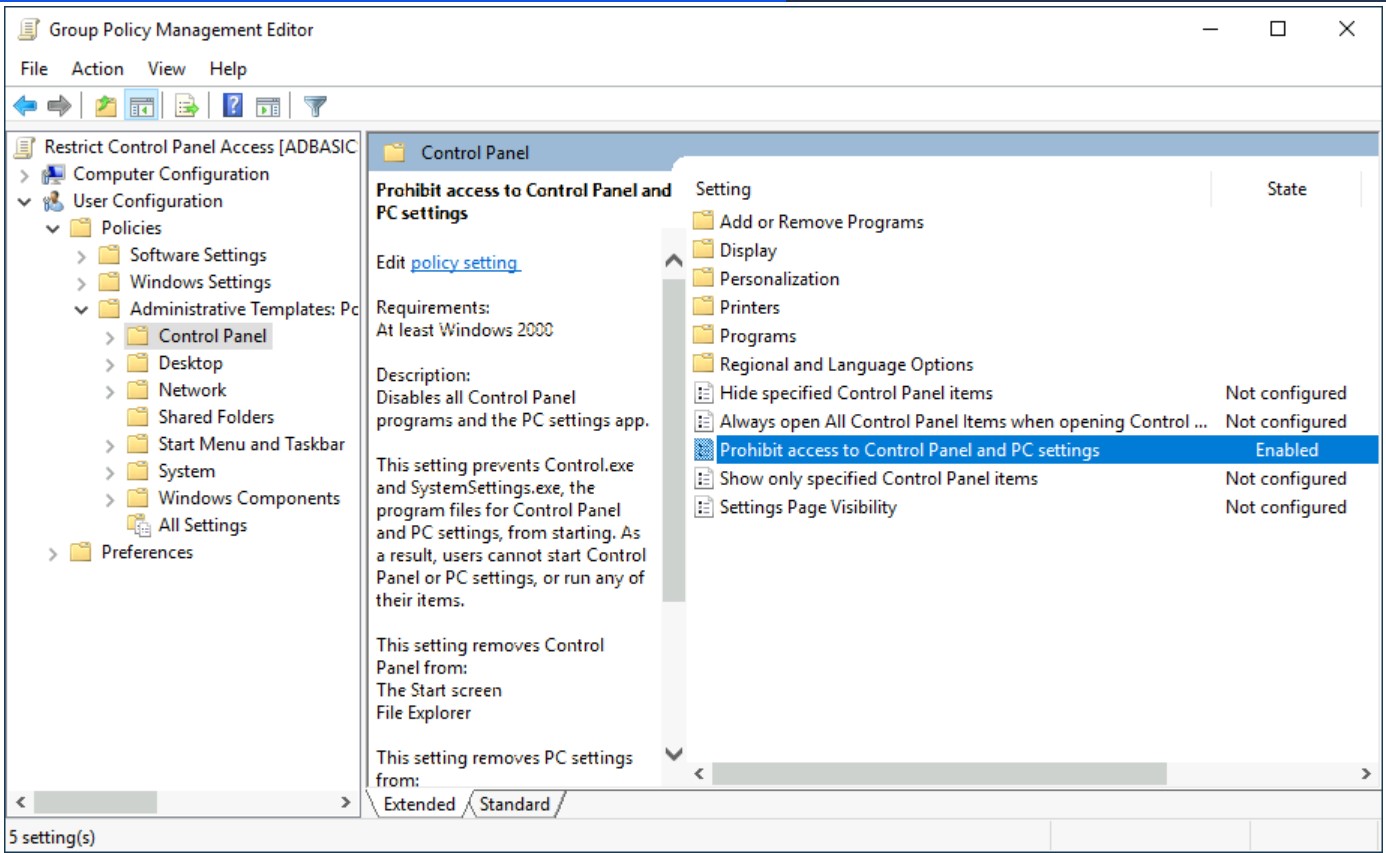 Group Policy Management Editor
File Action View Help
Restrict Control Panel Access [ADBASIC
Computer Configuration
User Configuration
Policies
Software Settings
Windows Settings
Administrative Templates: Po
Control Panel
Desktop
Network
Shared Folders
Start Menu and Taskbar
System
Windows Components
All Settings
Preferences
Control Panel
Prohibit access to Control Panel and
PC settings
Edit policy setting
Requirements:
At least Windows 2000
Description:
Disables all Control Panel
programs and the PC settings app.
This setting prevents Control.exe
and SystemSettings.exe, the
program files for Control Panel
and PC settings, from starting. As
a result, users cannot start Control
Panel or PC settings, or run any of
their items.
This setting removes Control
Panel from:
The Start screen
File Explorer
This setting removes PC settings
from:
Setting State
Add or Remove Programs
Display
Personalization
Printers
Programs
Regional and Language Options
Hide specified Control Panel items Not configured
Always open All Control Panel Items when opening Control ... Not configured
Prohibit access to Control Panel and PC settings Enabled
Show only specified Control Panel items Not configured
Settings Page Visibility Not configured
Extended Standard
5 setting(s)